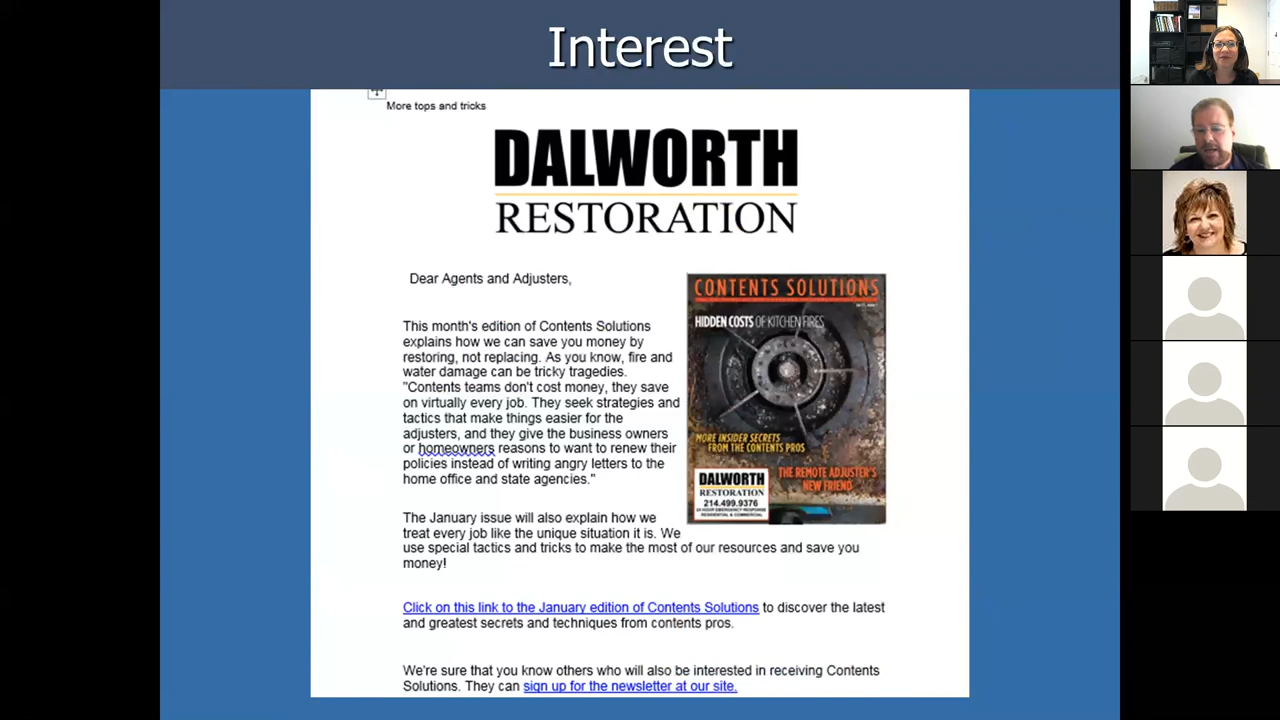 Interest
More tops and tricks
DALWORTH
RESTORATION
Dear Agents and Adjusters,
This month's edition of Contents Solutions
explains how we can save you money by
restoring, not replacing. As you know, fire and
water damage can be tricky tragedies.
"Contents teams don't cost money, they save
on virtually every job. They seek strategies and
tactics that make things easier for the
adjusters, and they give the business owners
or homeowners reasons to want to renew their
policies instead of writing angry letters to the
home office and state agencies."
The January issue will also explain how we
treat every job like the unique situation it is. We
use special tactics and tricks to make the most of our resources and save you
money!
Click on this link to the January edition of Contents Solutions to discover the latest
and greatest secrets and techniques from contents pros.
We're sure that you know others who will also be interested in receiving Contents
Solutions. They can sign up for the newsletter at our site.
CONTENTS SOLUTIONS
HIDDEN COSTS OF KITCHEN FIRES
MORE INSIDER SECRETS
FROM THE CONTENTS PROS
THE REMOTE ADJUSTER'S
NEW FRIEND
DALWORTH
RESTORATION
214.499.9376
24 HOUR EMERGENCY RESPONSE
RESIDENTIAL & COMMERCIAL